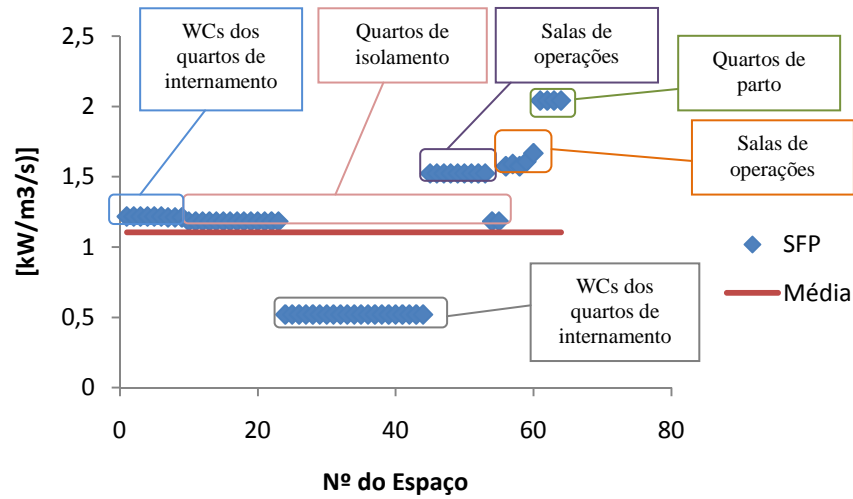 WCs dos
quartos de
internamento
Quartos de
isolamento
Salas de
operações
Quartos de
parto
Salas de
operações
WCs dos
quartos de
internamento
[kW/m3/s)]
2,5
2
1,5
1
0,5
0
0
20
40
60
80
Nº do Espaço
SFP
Média